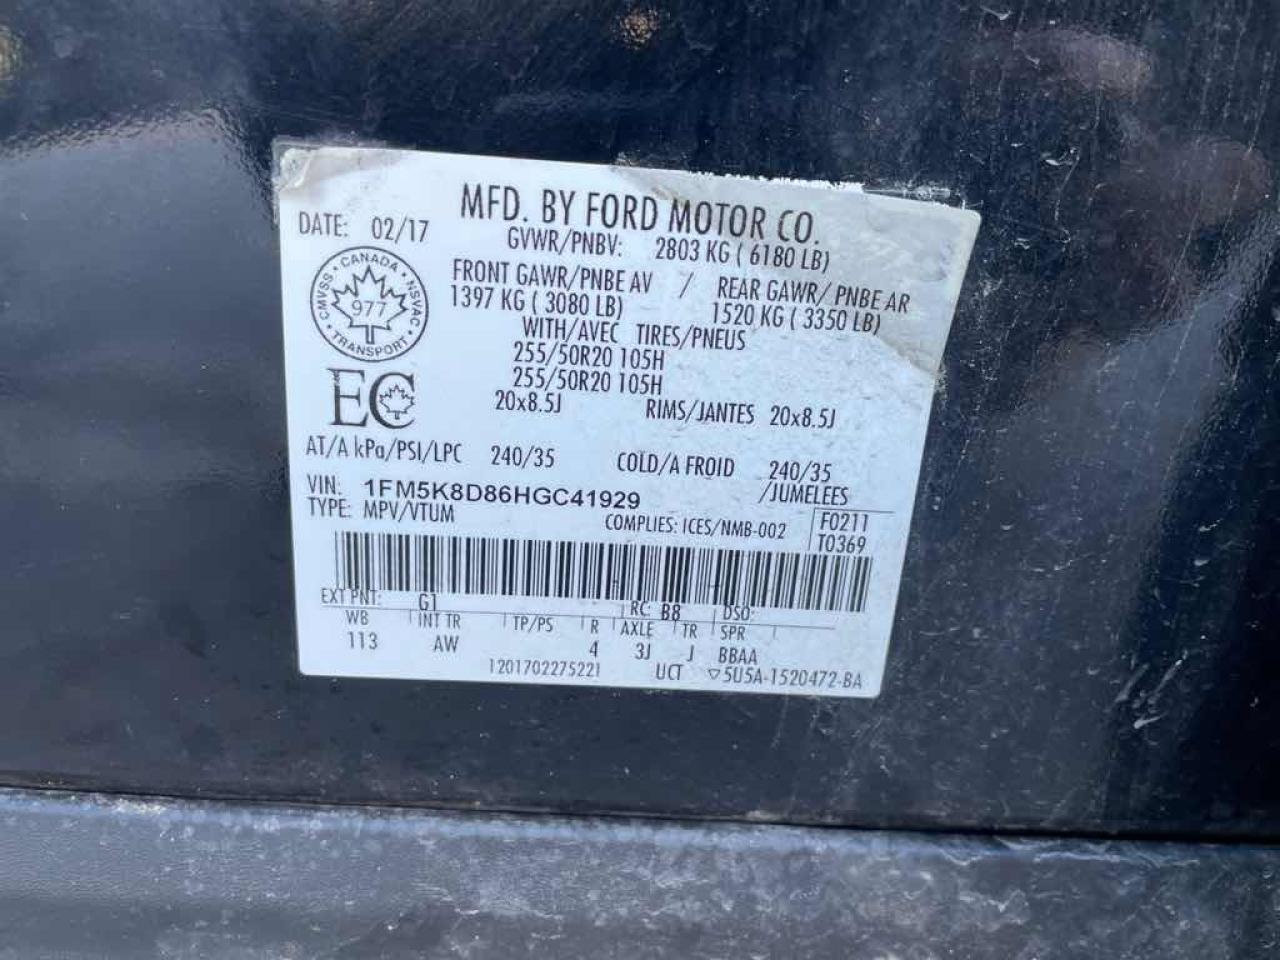 MFD. BY FORD MOTOR CO.
DATE: 02/17
GVWR/PNBV: 2803 KG ( 6180 LB)
FRONT GAWR/PNBE AV / REAR GAWR/ PNBE AR
1397 KG ( 3080 LB) 1520 KG ( 3350 LB)
WITH/AVEC TIRES/PNEUS
255/50R20 105H
255/50R20 105H
20x8.5J RIMS/JANTES 20x8.5J
CMVSS • CANADA • NSVAC • TRANSPORT •
977
EC
AT/A kPa/PSI/LPC 240/35 COLD/A FROID 240/35
/JUMELEES
VIN: 1FM5K8D86HGC41929
TYPE: MPV/VTUM
COMPLIES: ICES/NMB-002
F0211
T0369
EXT PNT: G1 RC: B8 DSO:
WB INT TR TP/PS R AXLE TR SPR
113 AW 4 3J J BBAA
1201702275221 UCT ▽5U5A-1520472-BA